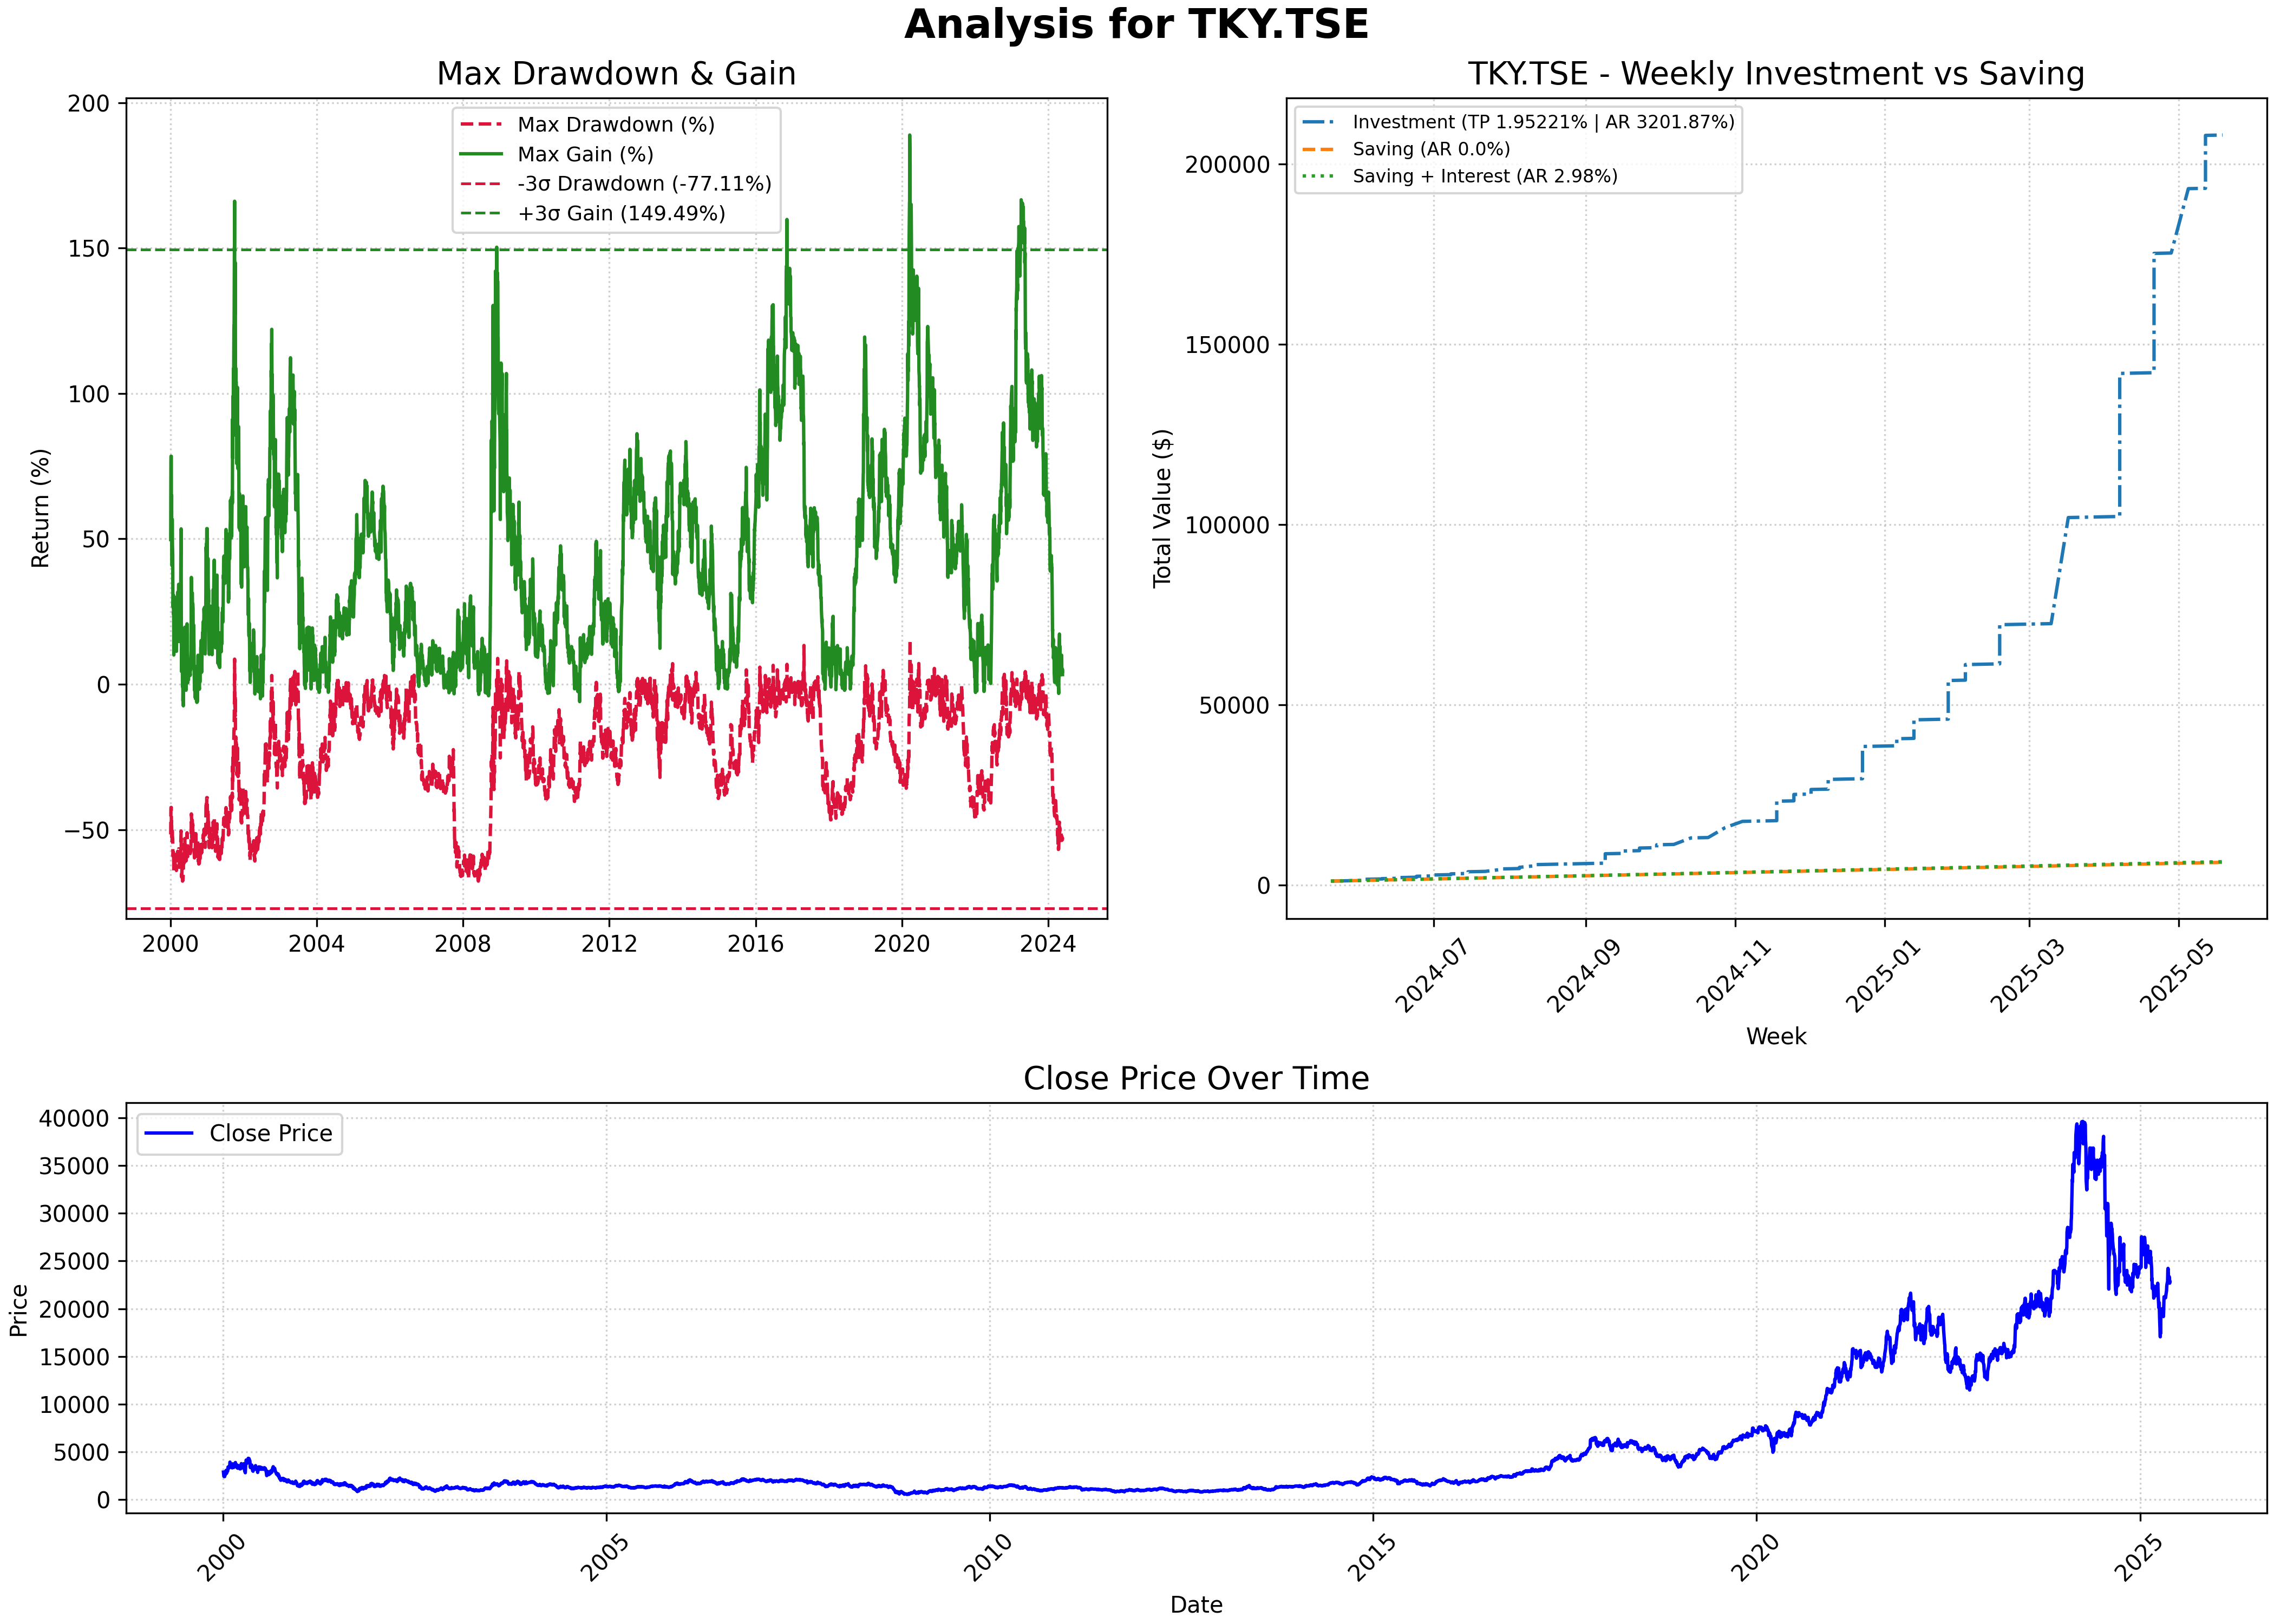 Analysis for TKY.TSE
Max Drawdown & Gain
Return (%)
200
150
100
50
0
−50
Max Drawdown (%)
Max Gain (%)
-3σ Drawdown (-77.11%)
+3σ Gain (149.49%)
2000 2004 2008 2012 2016 2020 2024
TKY.TSE - Weekly Investment vs Saving
Total Value ($)
200000
150000
100000
50000
0
Investment (TP 1.95221% | AR 3201.87%)
Saving (AR 0.0%)
Saving + Interest (AR 2.98%)
2024-07 2024-09 2024-11 2025-01 2025-03 2025-05
Week
Close Price Over Time
Price
40000
35000
30000
25000
20000
15000
10000
5000
0
Close Price
2000 2005 2010 2015 2020 2025
Date